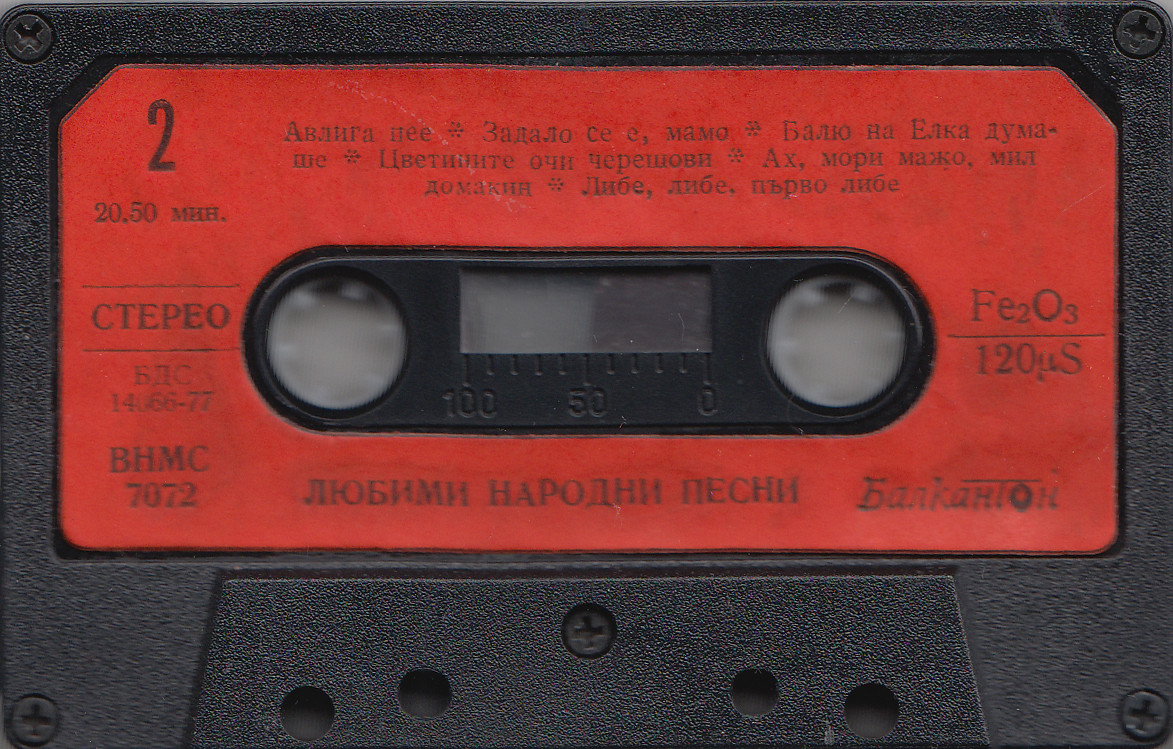 2
Авлига пее * Задало се е, мамо * Балю на Елка дума-
ше * Цветините очи черешови * Ах, мори мажо, мил
домакин * Либе, либе, първо либе
20.50 мин.
СТЕРЕО
БДС
14066-77
ВНМС
7072
Fe₂O₃
120μS
100 50 0
ЛЮБИМИ НАРОДНИ ПЕСНИ
Балкантон